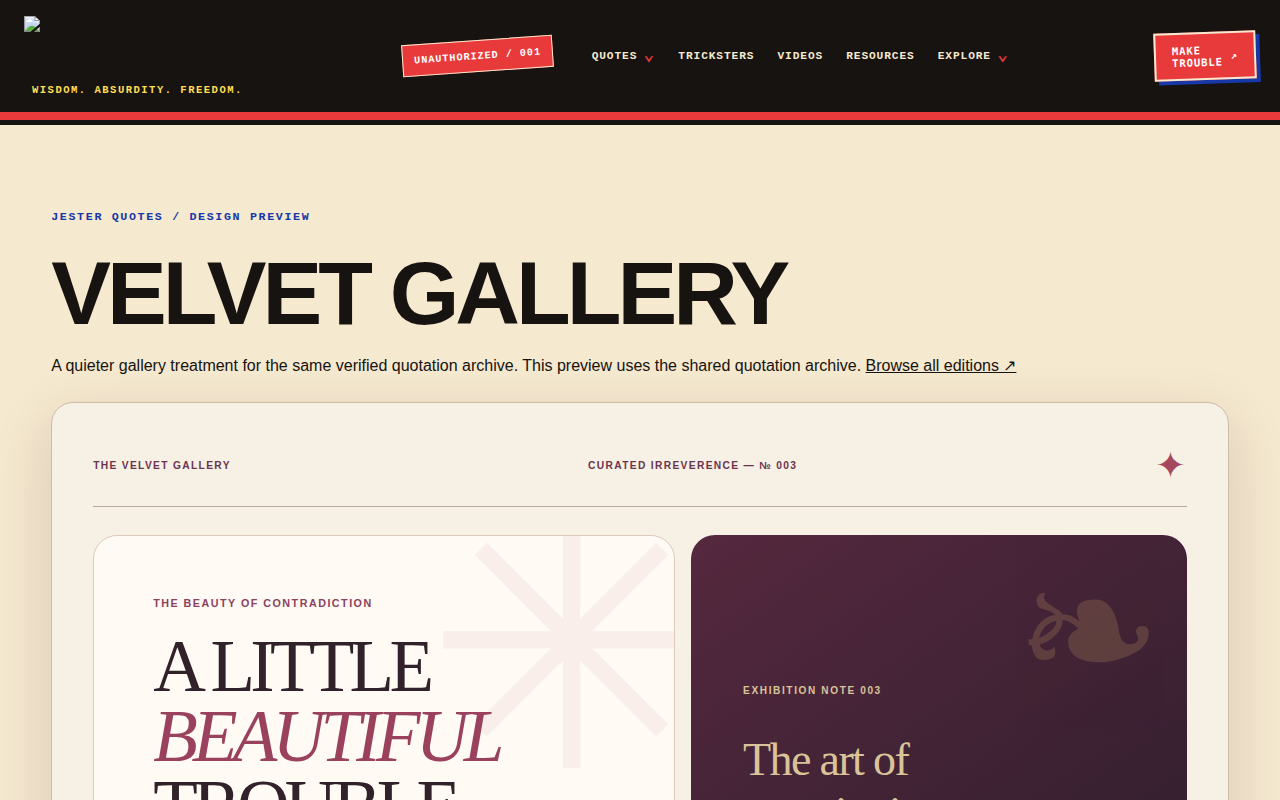 WISDOM. ABSURDITY. FREEDOM.
UNAUTHORIZED / 001
QUOTES
TRICKSTERS
VIDEOS
RESOURCES
EXPLORE
MAKE
TROUBLE ↗
JESTER QUOTES / DESIGN PREVIEW
VELVET GALLERY
A quieter gallery treatment for the same verified quotation archive. This preview uses the shared quotation archive. Browse all editions ↗
THE VELVET GALLERY
CURATED IRREVERENCE — № 003
THE BEAUTY OF CONTRADICTION
A LITTLE
BEAUTIFUL
TROUBLE
EXHIBITION NOTE 003
The art of